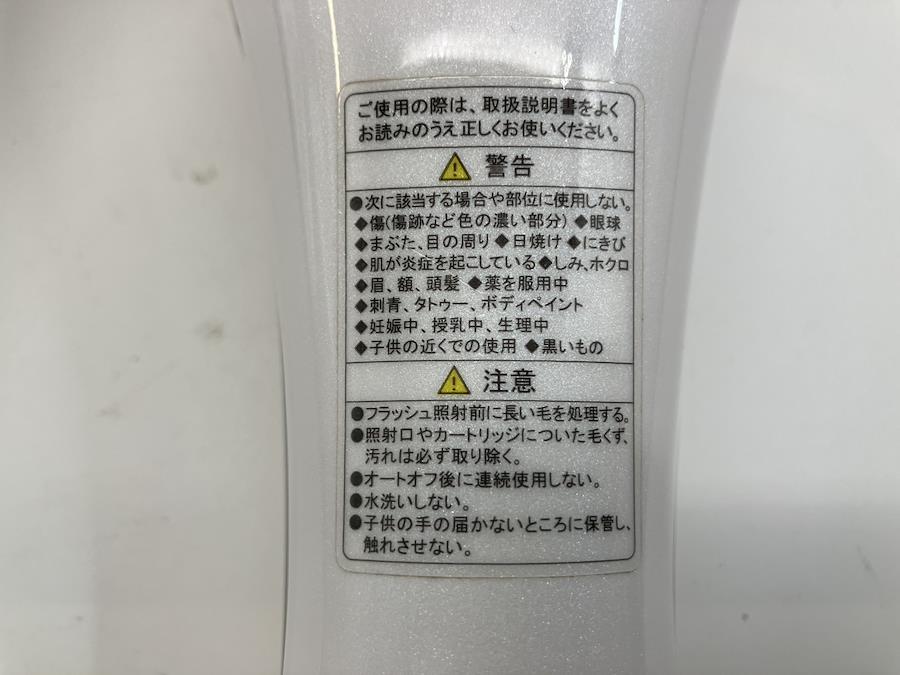 ご使用の際は、取扱説明書をよく
お読みのうえ正しくお使いください。
警告
●次に該当する場合や部位に使用しない。
◆傷(傷跡など色の濃い部分) ◆眼球
◆まぶた、目の周り ◆日焼け ◆にきび
◆肌が炎症を起こしている ◆しみ、ホクロ
◆眉、額、頭髪 ◆薬を服用中
◆刺青、タトゥー、ボディペイント
◆妊娠中、授乳中、生理中
◆子供の近くでの使用 ◆黒いもの
注意
●フラッシュ照射前に長い毛を処理する。
●照射口やカートリッジについた毛くず、
汚れは必ず取り除く。
●オートオフ後に連続使用しない。
●水洗いしない。
●子供の手の届かないところに保管し、
触れさせない。